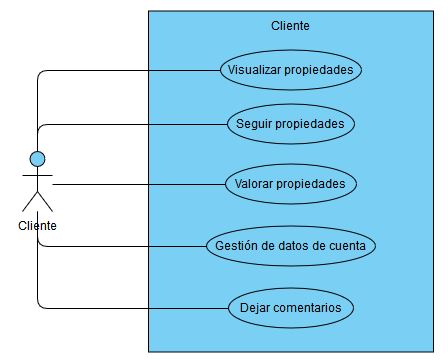 Cliente
Visualizar propiedades
Seguir propiedades
Valorar propiedades
Cliente
Gestión de datos de cuenta
Dejar comentarios